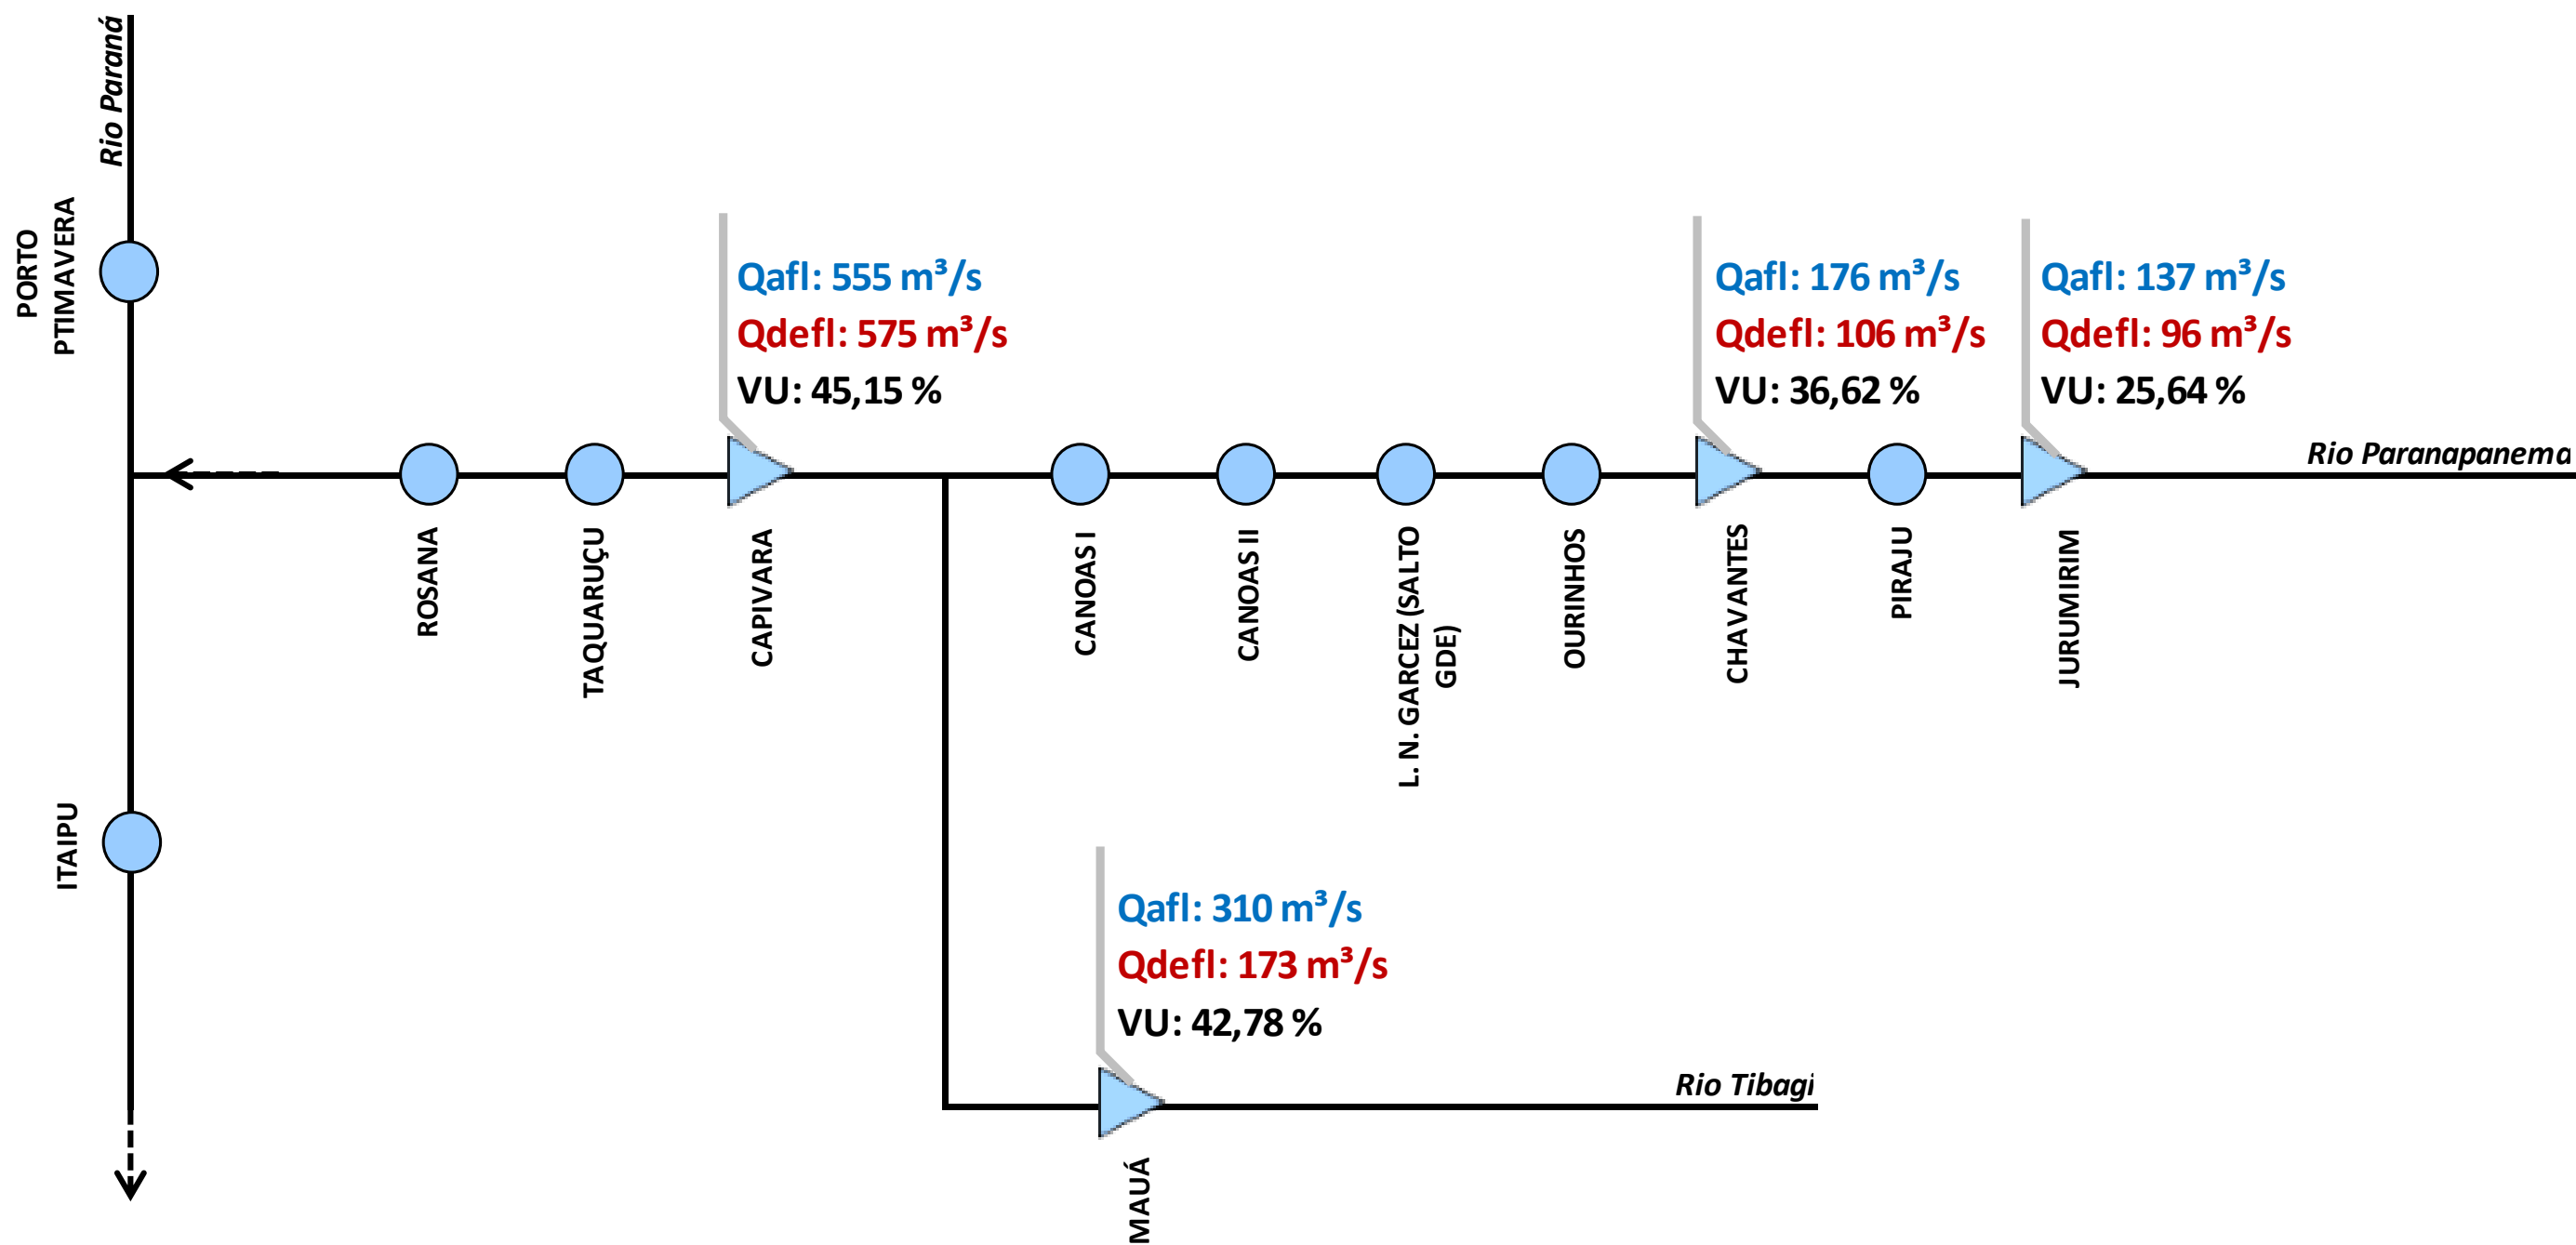 Rio Paraná
PORTO
PTIMAVERA
Qafl: 555 m³/s
Qdefl: 575 m³/s
VU: 45,15 %
Qafl: 176 m³/s
Qdefl: 106 m³/s
VU: 36,62 %
Qafl: 137 m³/s
Qdefl: 96 m³/s
VU: 25,64 %
Rio Paranapanema
ROSANA
TAQUARUÇU
CAPIVARA
CANOAS I
CANOAS II
L. N. GARCEZ (SALTO
GDE)
OURINHOS
CHAVANTES
PIRAJU
JURUMIRIM
ITAIPU
Qafl: 310 m³/s
Qdefl: 173 m³/s
VU: 42,78 %
Rio Tibagi
MAUÁ